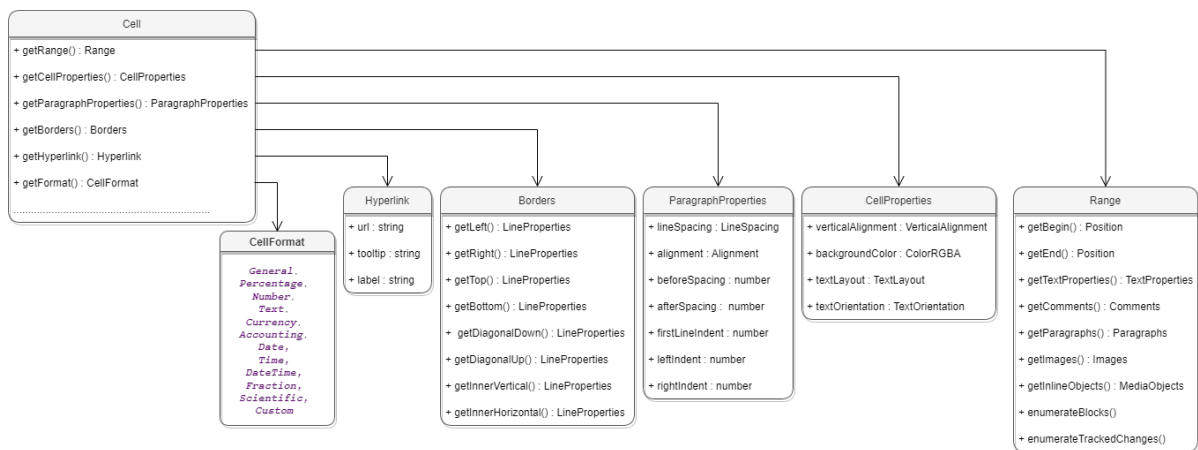 Cell
+ getRange() : Range
+ getCellProperties() : CellProperties
+ getParagraphProperties() : ParagraphProperties
+ getBorders() : Borders
+ getHyperlink() : Hyperlink
+ getFormat() : CellFormat
CellFormat
General,
Percentage,
Number,
Text,
Currency,
Accounting,
Date,
Time,
DateTime,
Fraction,
Scientific,
Custom
Hyperlink
+ url : string
+ tooltip : string
+ label : string
Borders
+ getLeft() : LineProperties
+ getRight() : LineProperties
+ getTop() : LineProperties
+ getBottom() : LineProperties
+ getDiagonalDown() : LineProperties
+ getDiagonalUp() : LineProperties
+ getInnerVertical() : LineProperties
+ getInnerHorizontal() : LineProperties
ParagraphProperties
+ lineSpacing : LineSpacing
+ alignment : Alignment
+ beforeSpacing : number
+ afterSpacing : number
+ firstLineIndent : number
+ leftIndent : number
+ rightIndent : number
CellProperties
+ verticalAlignment : VerticalAlignment
+ backgroundColor : ColorRGBA
+ textLayout : TextLayout
+ textOrientation : TextOrientation
Range
+ getBegin() : Position
+ getEnd() : Position
+ getTextProperties() : TextProperties
+ getComments() : Comments
+ getParagraphs() : Paragraphs
+ getImages() : Images
+ getInlineObjects() : MediaObjects
+ enumerateBlocks()
+ enumerateTrackedChanges()